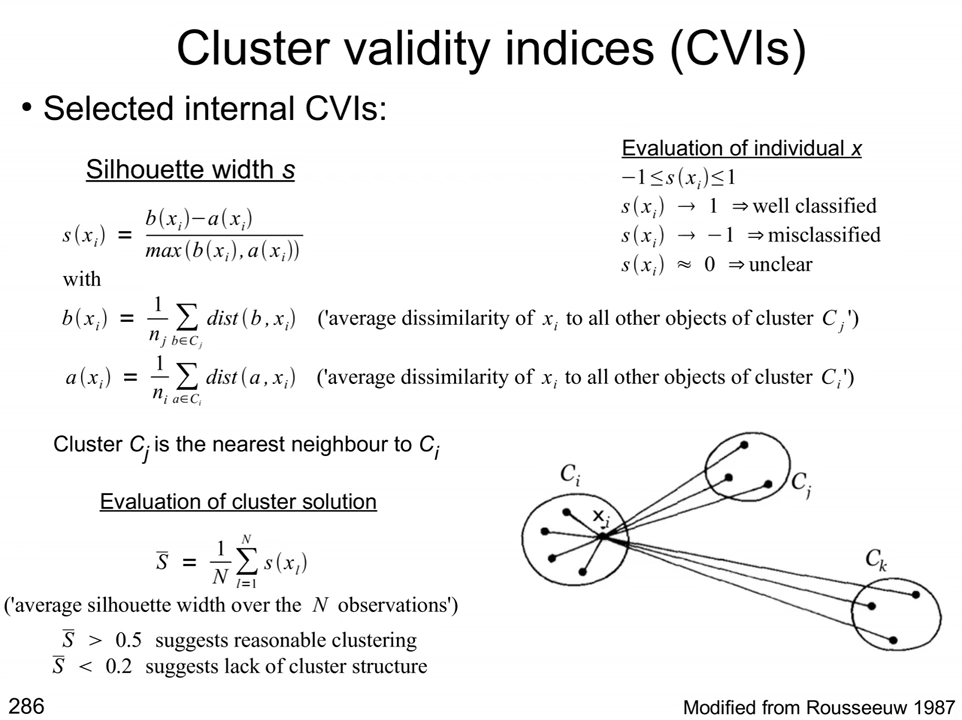 Cluster validity indices (CVIs)
• Selected internal CVIs:
Silhouette width s
s(xᵢ) = b(xᵢ)−a(xᵢ) / max(b(xᵢ),a(xᵢ))
with
b(xᵢ) = 1/nⱼ ∑ b∈Cⱼ dist(b,xᵢ) ('average dissimilarity of xᵢ to all other objects of cluster Cⱼ')
a(xᵢ) = 1/nᵢ ∑ a∈Cᵢ dist(a,xᵢ) ('average dissimilarity of xᵢ to all other objects of cluster Cᵢ')
Evaluation of individual x
−1≤s(xᵢ)≤1
s(xᵢ) → 1 ⇒well classified
s(xᵢ) → −1 ⇒misclassified
s(xᵢ) ≈ 0 ⇒unclear
Cluster Cⱼ is the nearest neighbour to Cᵢ
Evaluation of cluster solution
S̅ = 1/N ∑ l=1 N s(xₗ)
('average silhouette width over the N observations')
S̅ > 0.5 suggests reasonable clustering
S̅ < 0.2 suggests lack of cluster structure
Cᵢ
xᵢ
Cⱼ
Cₖ
286
Modified from Rousseeuw 1987